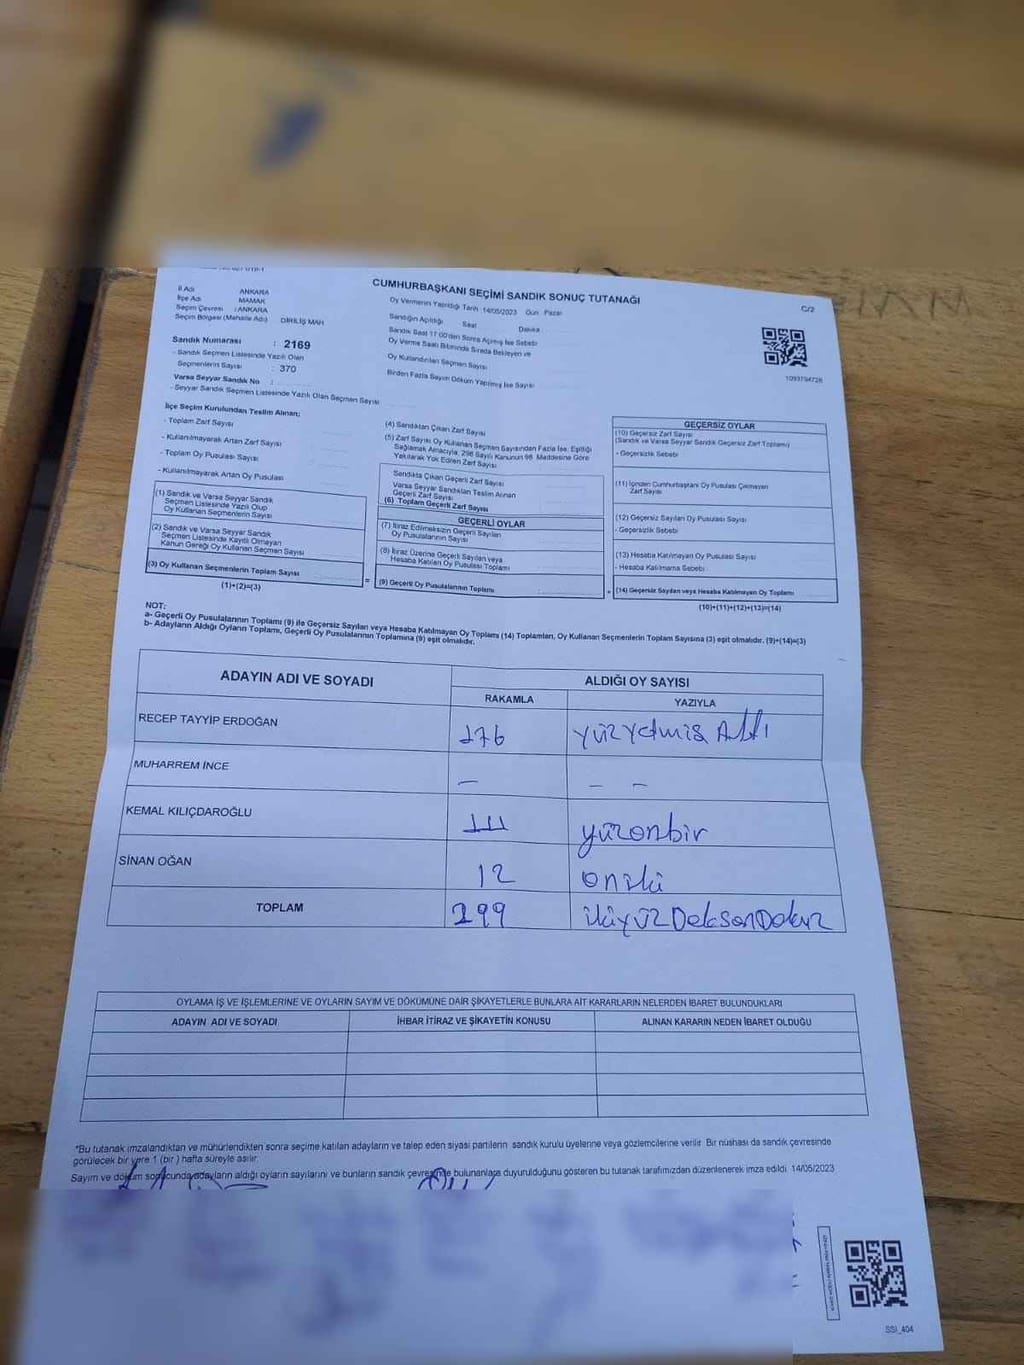 CUMHURBAŞKANI SEÇİMİ SANDIK SONUÇ TUTANAĞI
C/2
İl Adı ANKARA
İlçe Adı MAMAK
Seçim Çevresi : ANKARA
Seçim Bölgesi (Mahalle Adı) DİRİLİŞ MAH
Sandık Numarası : 2169
- Sandık Seçmen Listesinde Yazılı Olan
Seçmenlerin Sayısı : 370
Varsa Seyyar Sandık No :
- Seyyar Sandık Seçmen Listesinde Yazılı Olan Seçmen Sayısı
Oy Vermenin Yapıldığı Tarih 14/05/2023 Gün Pazar
Sandığın Açıldığı Saat Dakika
Sandık Saat 17.00'den Sonra Açılmış İse Sebebi
Oy Verme Saati Bitiminde Sırada Bekleyen ve
Oy Kullandırılan Seçmen Sayısı
Birden Fazla Sayım Döküm Yapılmış İse Sayısı
1093794728
İlçe Seçim Kurulundan Teslim Alınan;
- Toplam Zarf Sayısı
- Kullanılmayarak Artan Zarf Sayısı
- Toplam Oy Pusulası Sayısı
- Kullanılmayarak Artan Oy Pusulası
(1) Sandık ve Varsa Seyyar Sandık
Seçmen Listesinde Yazılı Olup
Oy Kullanan Seçmenlerin Sayısı
(2) Sandık ve Varsa Seyyar Sandık
Seçmen Listesinde Kayıtlı Olmayan
Kanun Gereği Oy Kullanan Seçmen Sayısı
(3) Oy Kullanan Seçmenlerin Toplam Sayısı
(1)+(2)=(3)
(4) Sandıktan Çıkan Zarf Sayısı
(5) Zarf Sayısı Oy Kullanan Seçmen Sayısından Fazla İse, Eşitliği
Sağlamak Amacıyla, 298 Sayılı Kanunun 98. Maddesine Göre
Yakılarak Yok Edilen Zarf Sayısı
Sandıkta Çıkan Geçerli Zarf Sayısı
Varsa Seyyar Sandıktan Teslim Alınan
Geçerli Zarf Sayısı
(6) Toplam Geçerli Zarf Sayısı
GEÇERLİ OYLAR
(7) İtiraz Edilmeksizin Geçerli Sayılan
Oy Pusulalarının Sayısı
(8) İtiraz Üzerine Geçerli Sayılan veya
Hesaba Katılan Oy Pusulası Toplamı
= (9) Geçerli Oy Pusulalarının Toplamı :
GEÇERSİZ OYLAR
(10) Geçersiz Zarf Sayısı
(Sandık ve Varsa Seyyar Sandık Geçersiz Zarf Toplamı)
- Geçersizlik Sebebi
(11) İçinden Cumhurbaşkanı Oy Pusulası Çıkmayan
Zarf Sayısı
(12) Geçersiz Sayılan Oy Pusulası Sayısı
- Geçersizlik Sebebi
(13) Hesaba Katılmayan Oy Pusulası Sayısı
- Hesaba Katılmama Sebebi
+ (14) Geçersiz Sayılan veya Hesaba Katılmayan Oy Toplamı
(10)+(11)+(12)+(13)=(14)
NOT:
a- Geçerli Oy Pusulalarının Toplamı (9) ile Geçersiz Sayılan veya Hesaba Katılmayan Oy Toplamı (14) Toplamları, Oy Kullanan Seçmenlerin Toplam Sayısına (3) eşit olmalıdır. (9)+(14)=(3)
b- Adayların Aldığı Oyların Toplamı, Geçerli Oy Pusulalarının Toplamına (9) eşit olmalıdır.
ADAYIN ADI VE SOYADI ALDIĞI OY SAYISI
RAKAMLA YAZIYLA
RECEP TAYYİP ERDOĞAN 176 yüzyetmiş Altı
MUHARREM İNCE — — —
KEMAL KILIÇDAROĞLU 111 yüzonbir
SİNAN OĞAN 12 oniki
TOPLAM 299 ikiyüzDoksanDokuz
OYLAMA İŞ VE İŞLEMLERİNE VE OYLARIN SAYIM VE DÖKÜMÜNE DAİR ŞİKAYETLERLE BUNLARA AİT KARARLARIN NELERDEN İBARET BULUNDUKLARI
ADAYIN ADI VE SOYADI İHBAR İTİRAZ VE ŞİKAYETİN KONUSU ALINAN KARARIN NEDEN İBARET OLDUĞU
*Bu tutanak imzalandıktan ve mühürlendikten sonra seçime katılan adayların ve talep eden siyasi partilerin sandık kurulu üyelerine veya gözlemcilerine verilir. Bir nüshası da sandık çevresinde
görülecek bir yere 1 (bir) hafta süreyle asılır.
Sayım ve döküm sonucunda adayların aldığı oyların sayılarını ve bunların sandık çevresinde bulunanlara duyurulduğunu gösteren bu tutanak tarafımızdan düzenlenerek imza edildi. 14/05/2023
SSİ_404